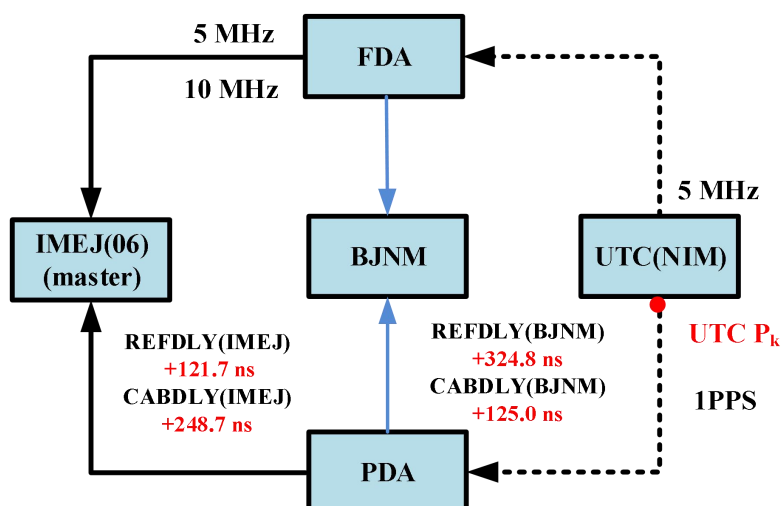 5 MHz
FDA
10 MHz
5 MHz
IMEJ(06)
(master)
BJNM
UTC(NIM)
REFDLY(IMEJ)
+121.7 ns
CABDLY(IMEJ)
+248.7 ns
REFDLY(BJNM)
+324.8 ns
CABDLY(BJNM)
+125.0 ns
UTC Pk
1PPS
PDA